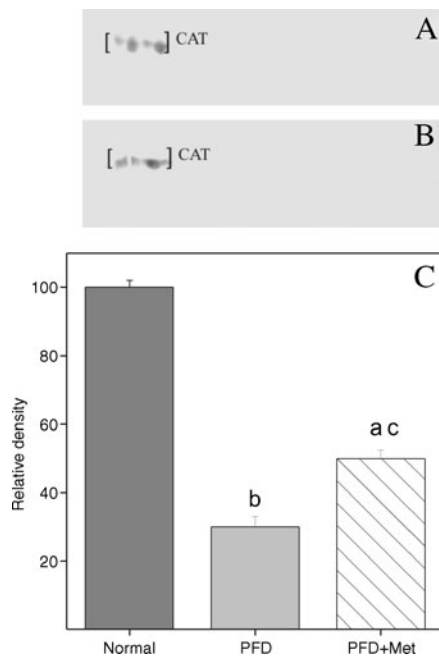 A
[ ] CAT
B
[ ] CAT
C
100
80
60
40
20
Relative density
b
a c
Normal PFD PFD+Met